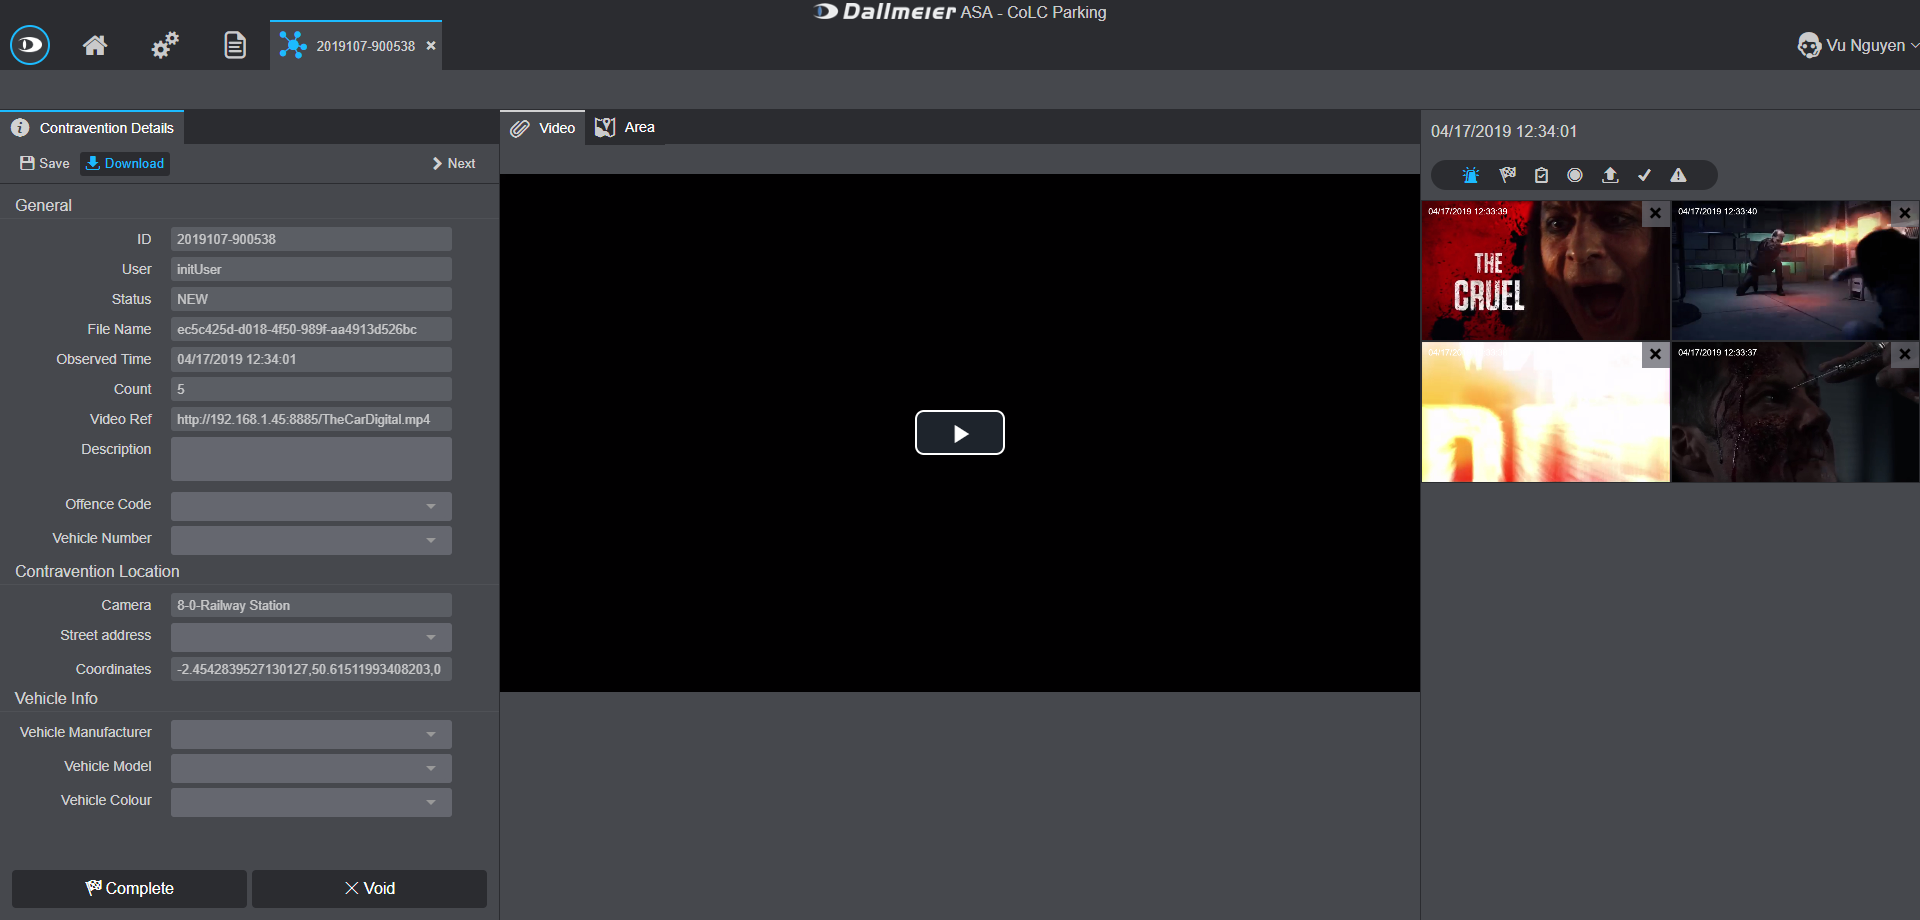 Dallmeier ASA - CoLC Parking
2019107-900538
Vu Nguyen
Contravention Details
Save
Download
Next
General
ID 2019107-900538
User initUser
Status NEW
File Name ec5c425d-d018-4f50-989f-aa4913d526bc
Observed Time 04/17/2019 12:34:01
Count 5
Video Ref http://192.168.1.45:8885/TheCarDigital.mp4
Description
Offence Code
Vehicle Number
Contravention Location
Camera 8-0-Railway Station
Street address
Coordinates -2.4542839527130127,50.61511993408203,0
Vehicle Info
Vehicle Manufacturer
Vehicle Model
Vehicle Colour
Complete
Void
Video
Area
04/17/2019 12:34:01
04/17/2019 12:33:39
THE
CRUEL
04/17/2019 12:33:40
04/17/2019 12:33:37